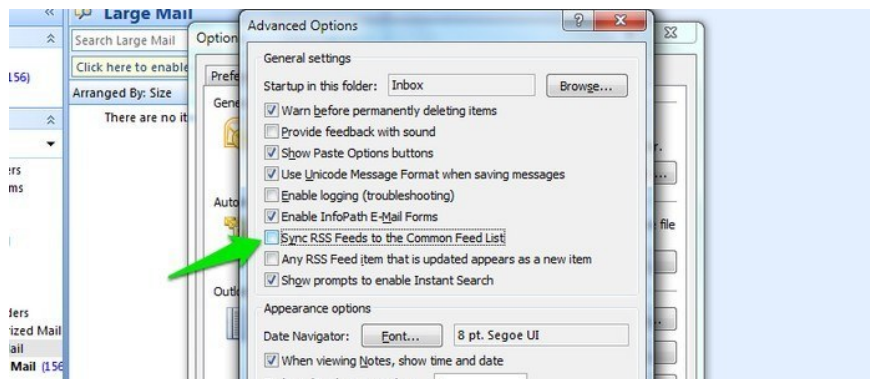 Large Mail
Search Large Mail
Click here to enable
Arranged By: Size
There are no it
156)
ers
ms
ders
rized Mail
ail
Mail (156
Option
Prefe
Gene
Auto
Outlo
r.
file
Advanced Options
General settings
Startup in this folder: Inbox Browse...
Warn before permanently deleting items
Provide feedback with sound
Show Paste Options buttons
Use Unicode Message Format when saving messages
Enable logging (troubleshooting)
Enable InfoPath E-Mail Forms
Sync RSS Feeds to the Common Feed List
Any RSS Feed item that is updated appears as a new item
Show prompts to enable Instant Search
Appearance options
Date Navigator: Font... 8 pt. Segoe UI
When viewing Notes, show time and date